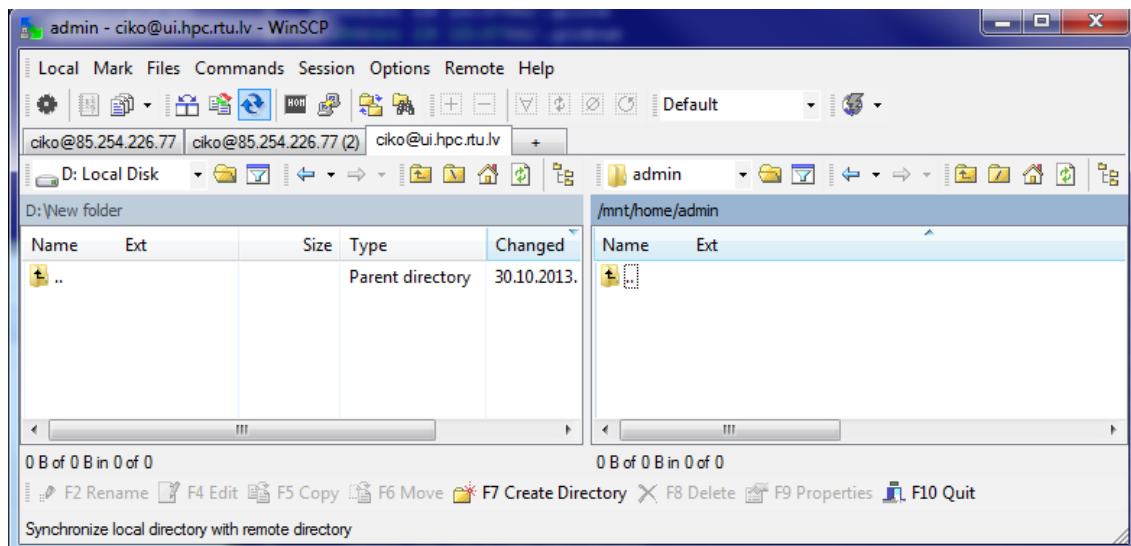 admin - ciko@ui.hpc.rtu.lv - WinSCP
Local Mark Files Commands Session Options Remote Help
Default
ciko@85.254.226.77 ciko@85.254.226.77 (2) ciko@ui.hpc.rtu.lv +
D: Local Disk admin
D:\New folder /mnt/home/admin
Name Ext Size Type Changed Name Ext
.. Parent directory 30.10.2013. ..
0 B of 0 B in 0 of 0 0 B of 0 B in 0 of 0
F2 Rename F4 Edit F5 Copy F6 Move F7 Create Directory F8 Delete F9 Properties F10 Quit
Synchronize local directory with remote directory